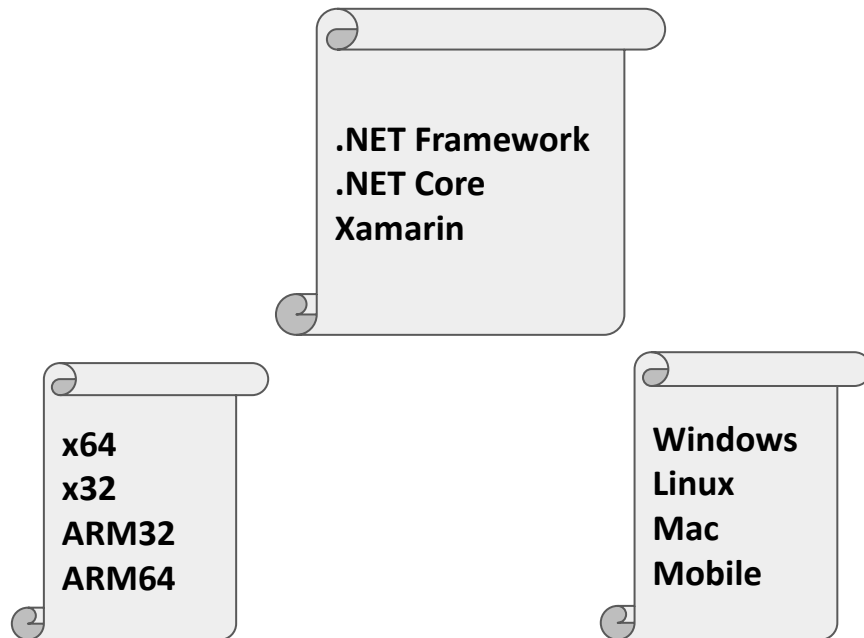 .NET Framework
.NET Core
Xamarin
x64
x32
ARM32
ARM64
Windows
Linux
Mac
Mobile